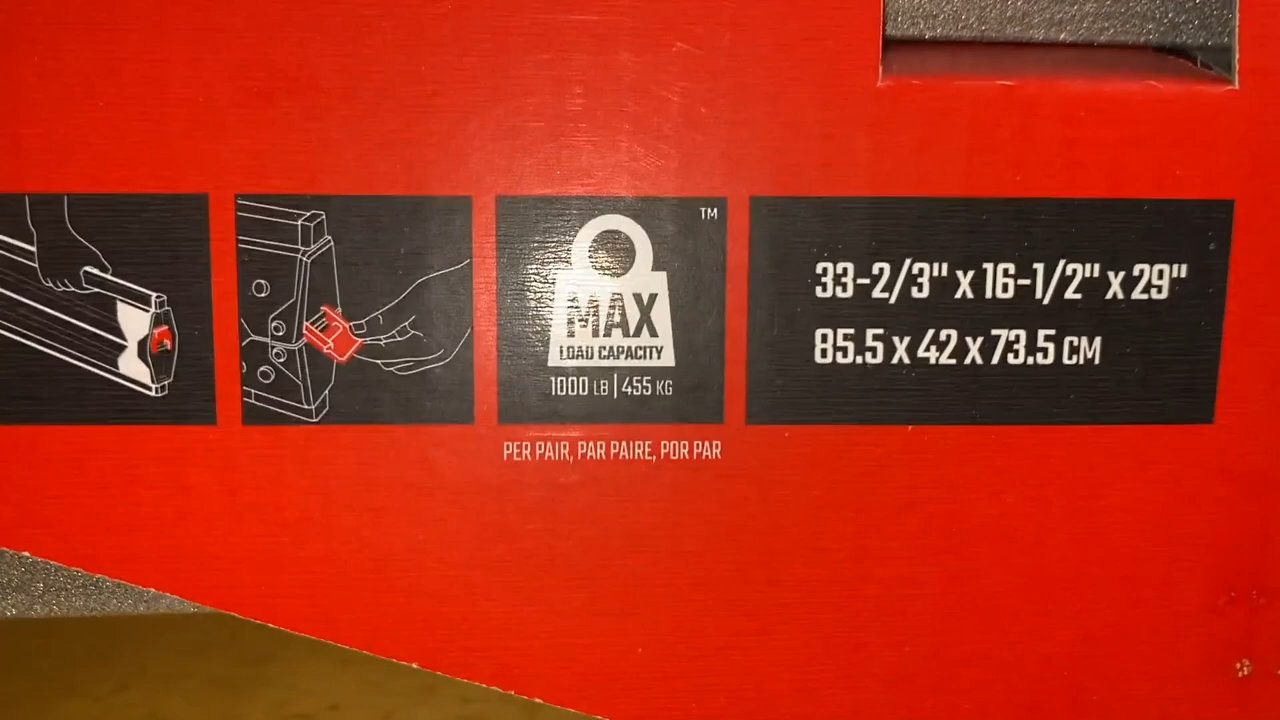 TM
MAX
LOAD CAPACITY
1000 LB | 455 KG
PER PAIR, PAR PAIRE, POR PAR
33-2/3" x 16-1/2" x 29"
85.5 x 42 x 73.5 CM